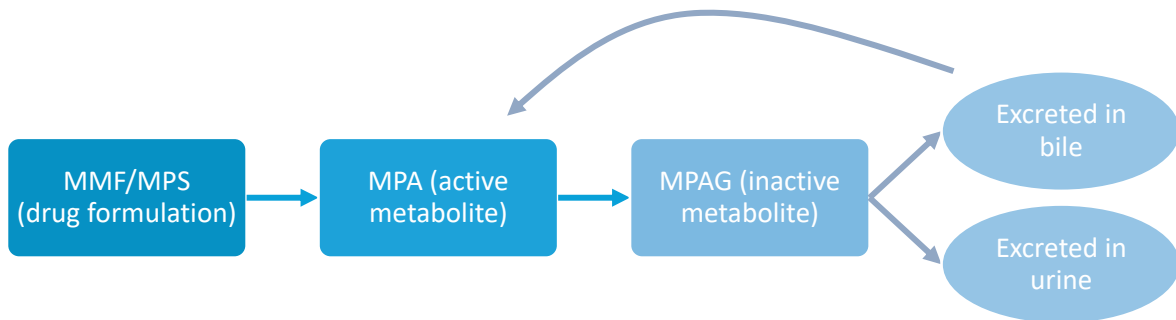 MMF/MPS
(drug formulation)
MPA (active
metabolite)
MPAG (inactive
metabolite)
Excreted in
bile
Excreted in
urine